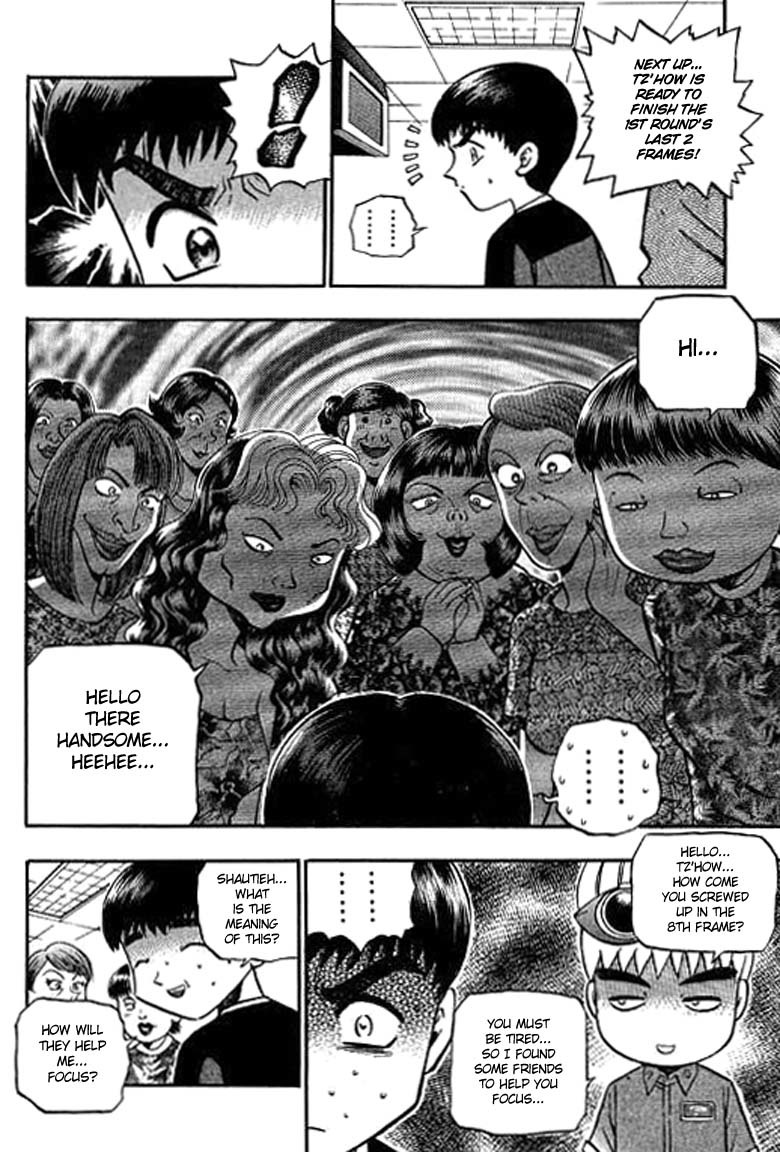 NEXT UP...
TZ'HOW IS
READY TO
FINISH THE
1ST ROUND'S
LAST 2
FRAMES!
!
HI...
HELLO
THERE
HANDSOME...
HEEHEE...
HELLO...
TZ'HOW...
HOW COME
YOU SCREWED
UP IN THE
8TH FRAME?
YOU MUST
BE TIRED...
SO I FOUND
SOME FRIENDS
TO HELP YOU
FOCUS...
SHAUTIEH...
WHAT
IS THE
MEANING
OF THIS?
HOW WILL
THEY HELP
ME...
FOCUS?